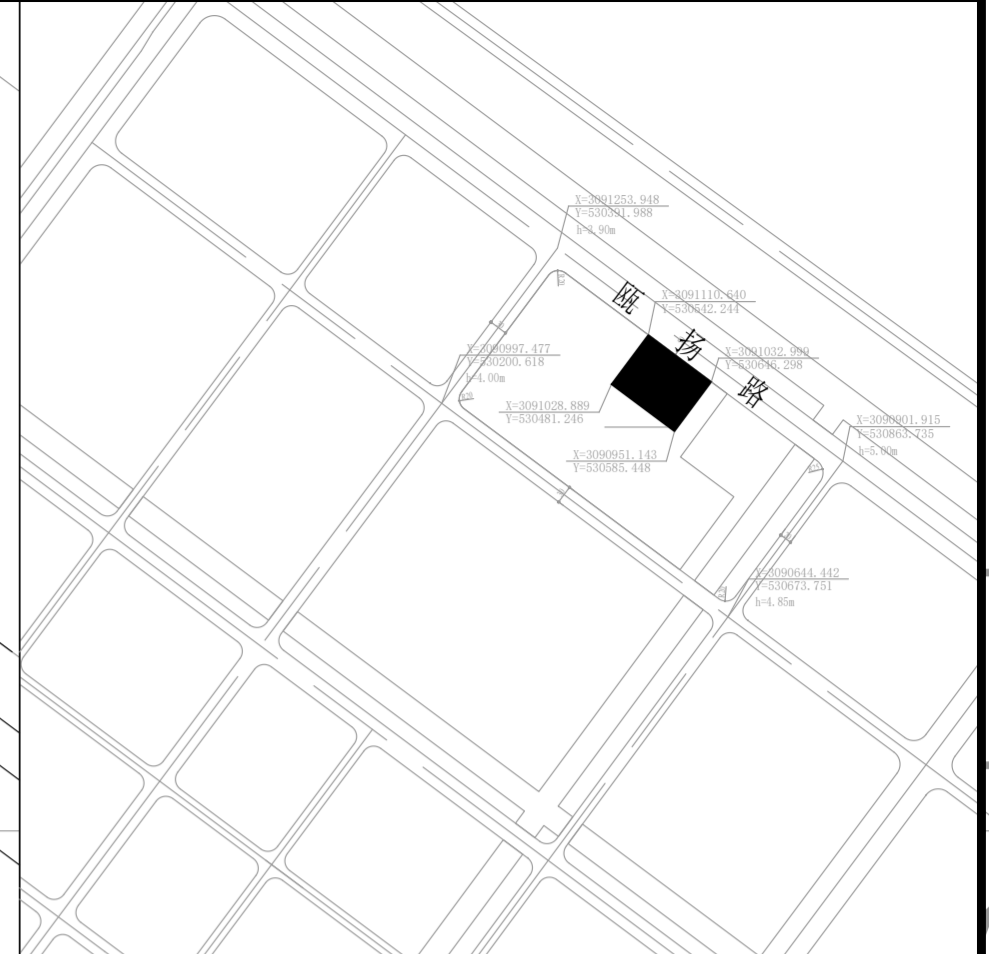 X=3091253.948
Y=530391.988
h=3.90m
瓯扬路
X=3091110.640
Y=530542.244
X=3090997.477
Y=530200.618
h=4.00m
X=3091032.999
Y=530646.298
X=3091028.889
Y=530481.246
X=3090901.915
Y=530863.735
h=5.00m
X=3090951.143
Y=530585.448
X=3090644.442
Y=530673.751
h=4.85m